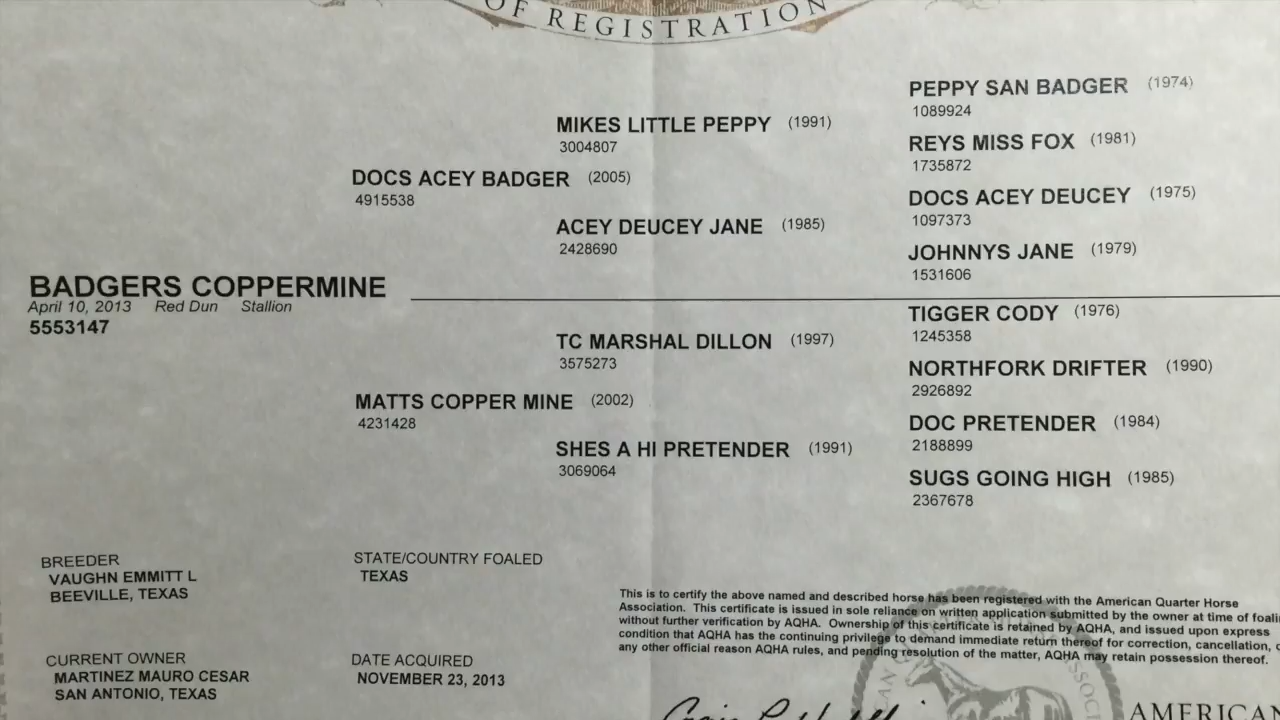 OF REGISTRATION
PEPPY SAN BADGER (1974)
1089924
MIKES LITTLE PEPPY (1991)
3004807
REYS MISS FOX (1981)
1735872
DOCS ACEY BADGER (2005)
4915538
DOCS ACEY DEUCEY (1975)
1097373
ACEY DEUCEY JANE (1985)
2428690
JOHNNYS JANE (1979)
1531606
BADGERS COPPERMINE
April 10, 2013 Red Dun Stallion
5553147
TIGGER CODY (1976)
1245358
TC MARSHAL DILLON (1997)
3575273
NORTHFORK DRIFTER (1990)
2926892
MATTS COPPER MINE (2002)
4231428
DOC PRETENDER (1984)
2188899
SHES A HI PRETENDER (1991)
3069064
SUGS GOING HIGH (1985)
2367678
BREEDER
VAUGHN EMMITT L
BEEVILLE, TEXAS
STATE/COUNTRY FOALED
TEXAS
This is to certify the above named and described horse has been registered with the American Quarter Horse
Association. This certificate is issued in sole reliance on written application submitted by the owner at time of foali
without further verification by AQHA. Ownership of this certificate is retained by AQHA, and issued upon express
condition that AQHA has the continuing privilege to demand immediate return thereof for correction, cancellation, o
any other official reason AQHA rules, and pending resolution of the matter, AQHA may retain possession thereof.
CURRENT OWNER
MARTINEZ MAURO CESAR
SAN ANTONIO, TEXAS
DATE ACQUIRED
NOVEMBER 23, 2013
AMERICAN